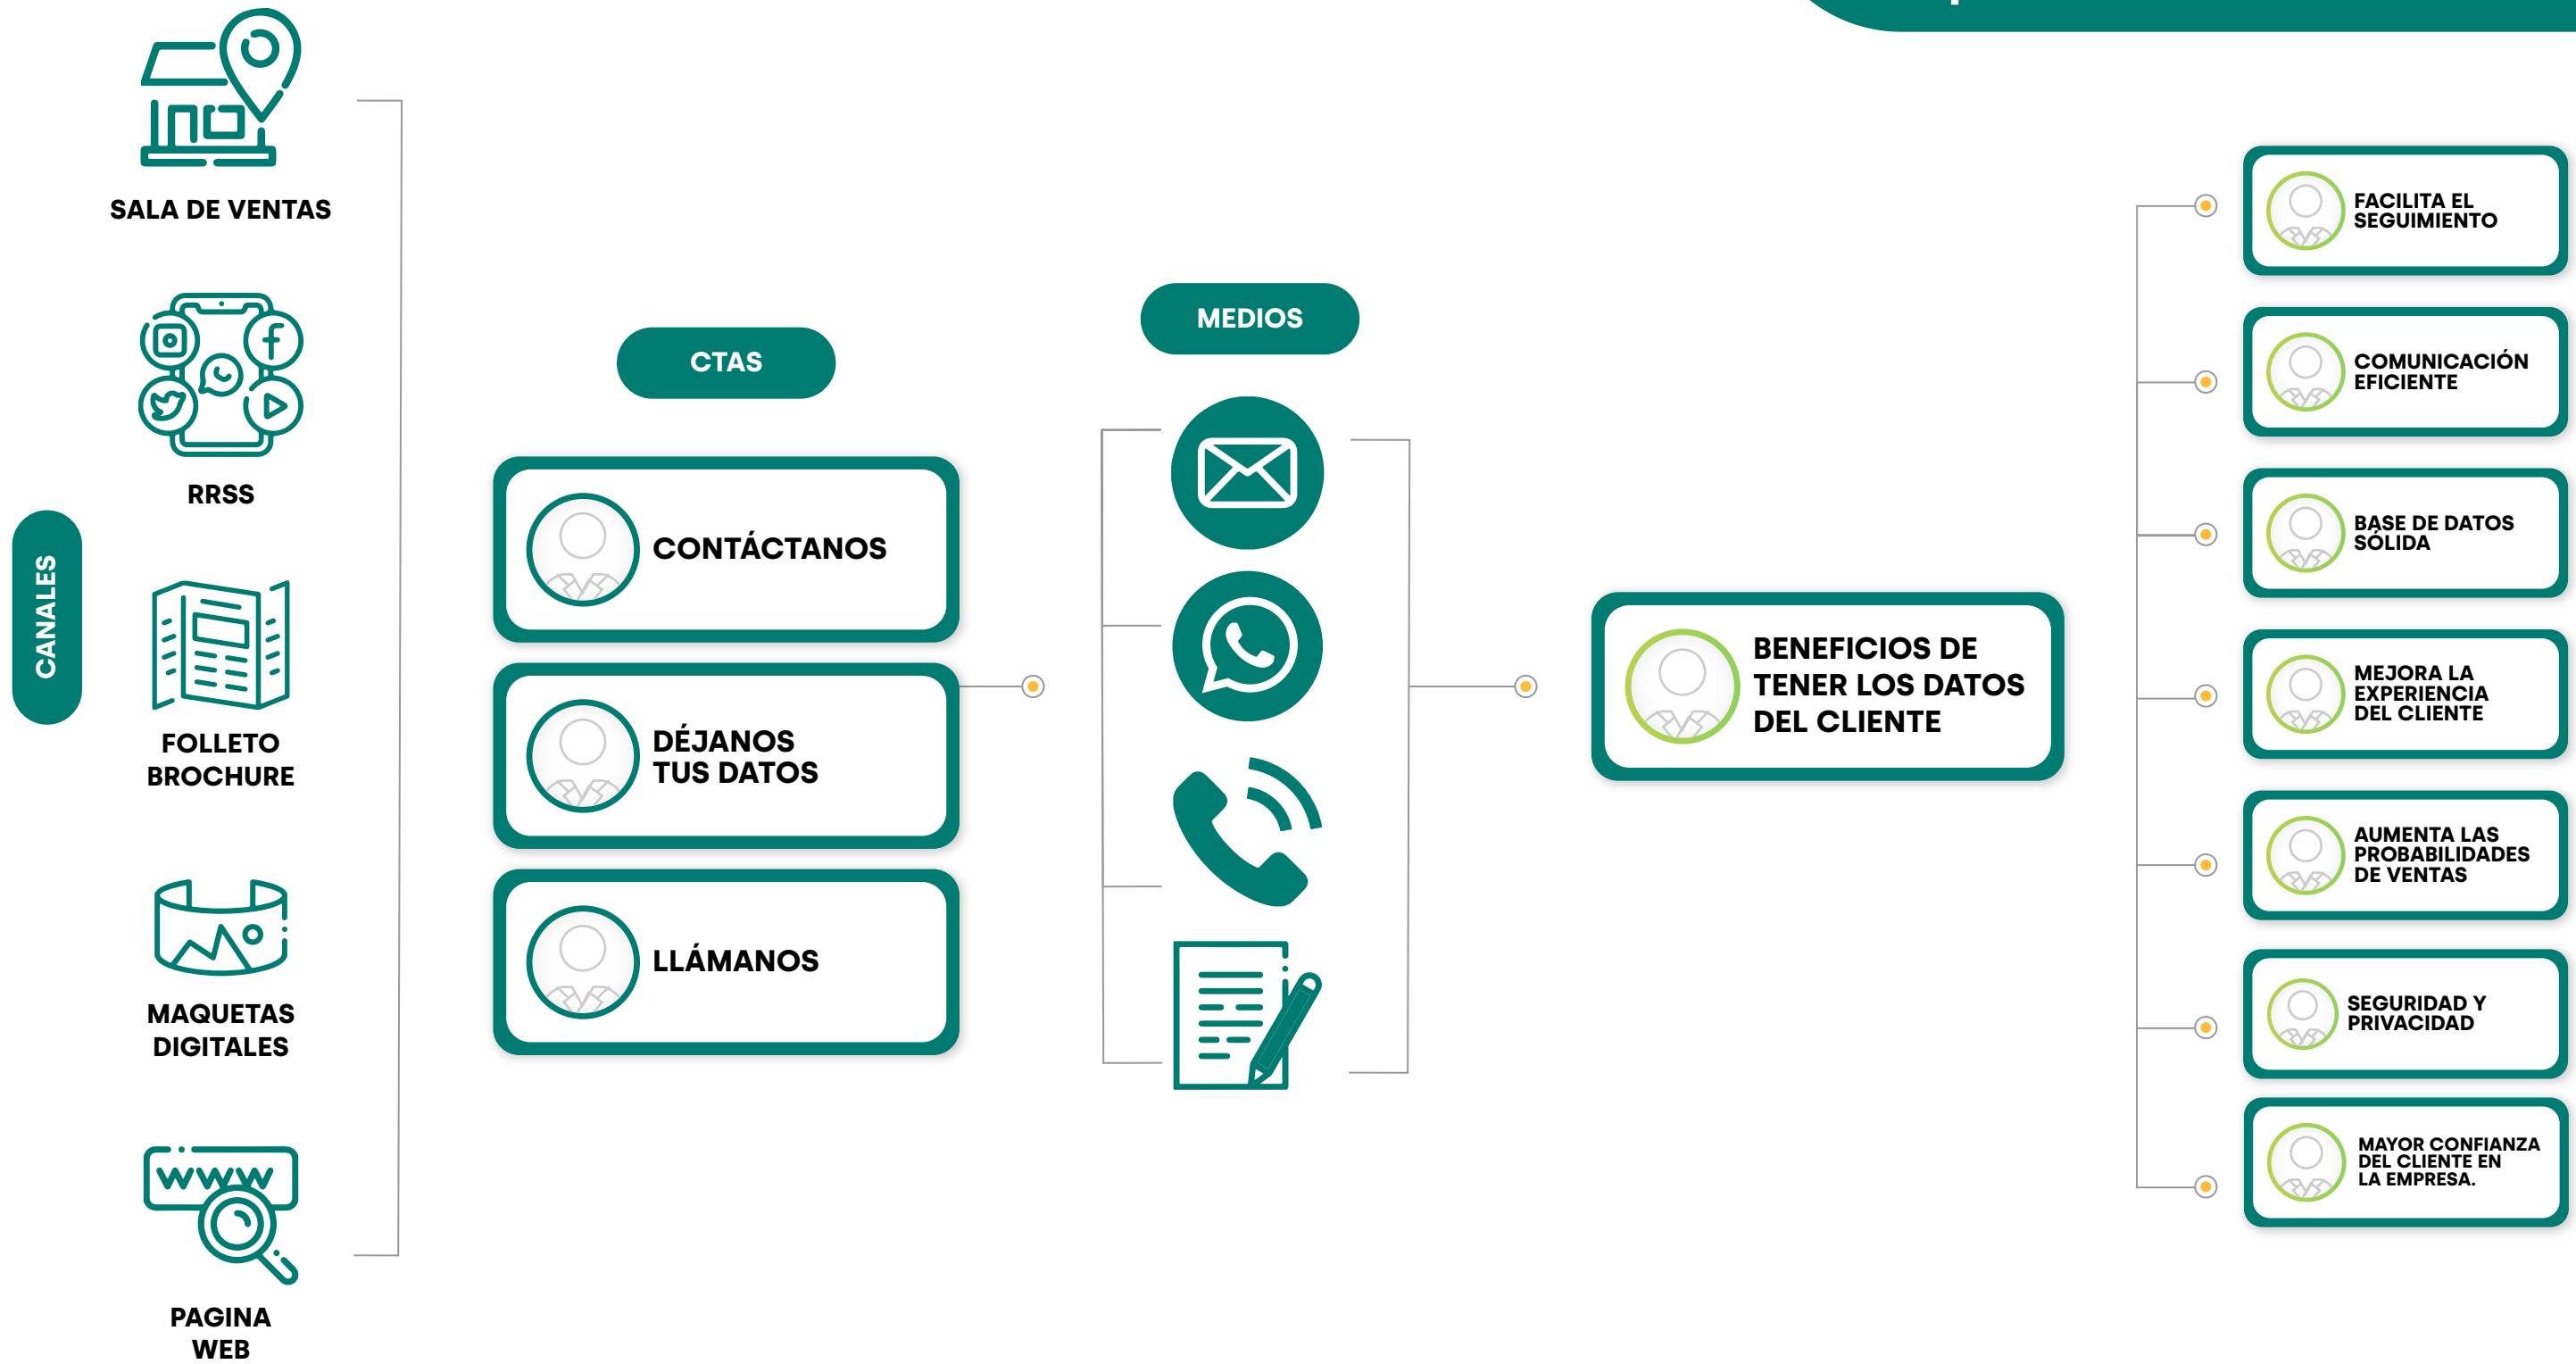 CANALES
SALA DE VENTAS
RRSS
FOLLETO
BROCHURE
MAQUETAS
DIGITALES
WWW
PAGINA
WEB
CTAS
CONTÁCTANOS
DÉJANOS
TUS DATOS
LLÁMANOS
MEDIOS
BENEFICIOS DE
TENER LOS DATOS
DEL CLIENTE
FACILITA EL
SEGUIMIENTO
COMUNICACIÓN
EFICIENTE
BASE DE DATOS
SÓLIDA
MEJORA LA
EXPERIENCIA
DEL CLIENTE
AUMENTA LAS
PROBABILIDADES
DE VENTAS
SEGURIDAD Y
PRIVACIDAD
MAYOR CONFIANZA
DEL CLIENTE EN
LA EMPRESA.